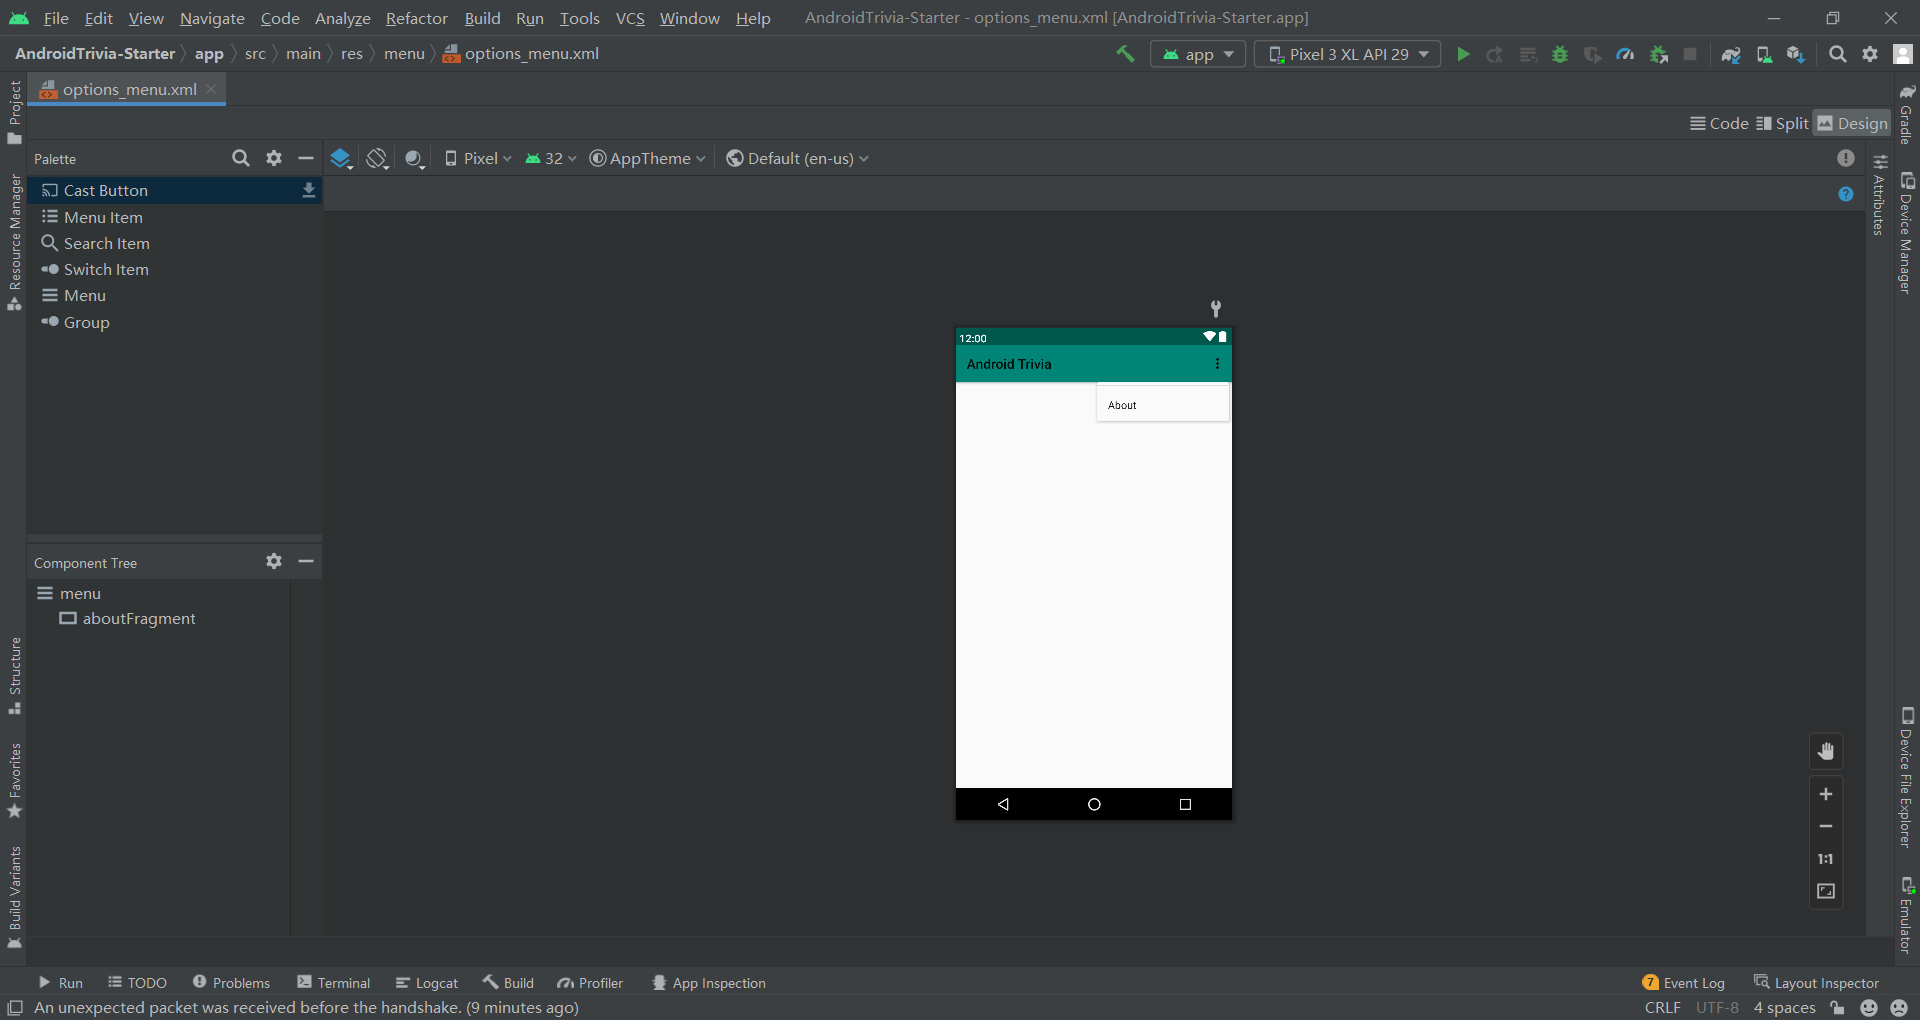 File Edit View Navigate Code Analyze Refactor Build Run Tools VCS Window Help AndroidTrivia-Starter - options_menu.xml [AndroidTrivia-Starter.app]
AndroidTrivia-Starter app src main res menu options_menu.xml app Pixel 3 XL API 29
options_menu.xml
Code Split Design
Palette Pixel 32 AppTheme Default (en-us)
Cast Button
Menu Item
Search Item
Switch Item
Menu
Group
Component Tree
menu
aboutFragment
12:00
Android Trivia
About
Project
Resource Manager
Structure
Favorites
Build Variants
Gradle
Device Manager
Attributes
Device File Explorer
Emulator
1:1
Run TODO Problems Terminal Logcat Build Profiler App Inspection 7 Event Log Layout Inspector
An unexpected packet was received before the handshake. (9 minutes ago) CRLF UTF-8 4 spaces